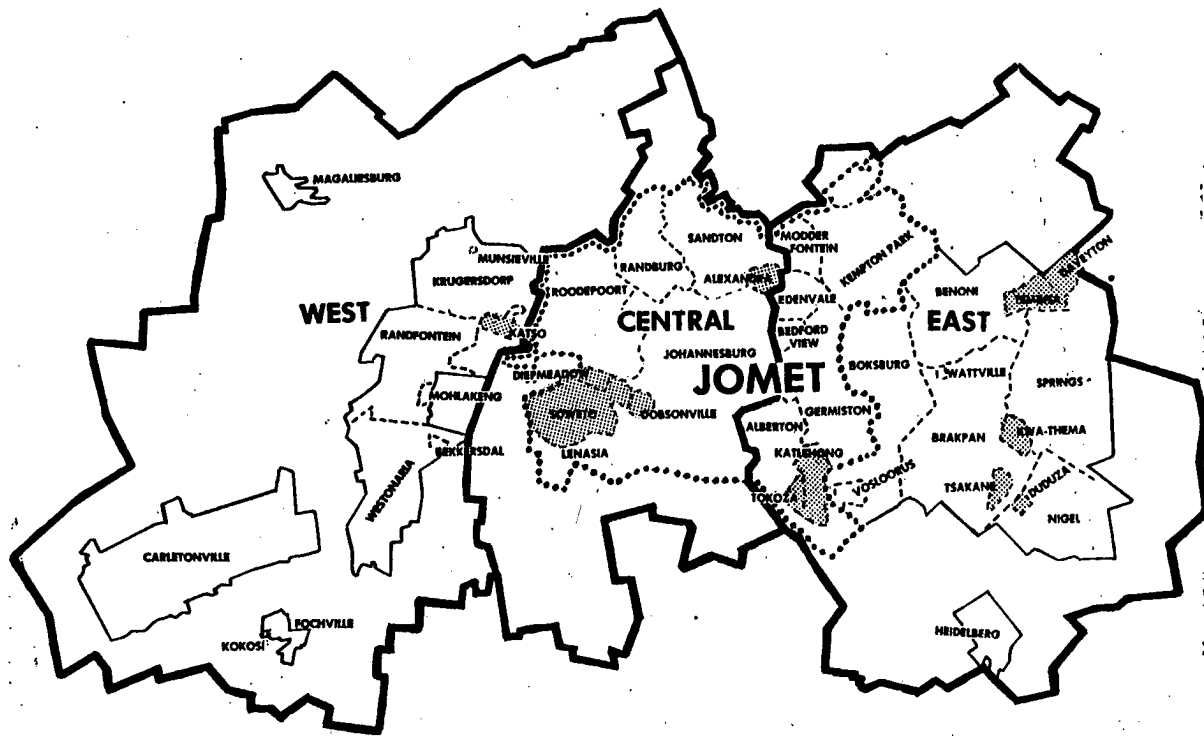 MAGALIESBURG
SANDTON
MODDER
FONTEIN
KEMPTON PARK
MUNSIEVILLE
KRUGERSDORP
RANDBURG
ALEXANDRA
DAVEYTON
ROODEPOORT
BENONI
EDENVALE
WEST
CENTRAL
EAST
RANDFONTEIN
KATSO
BEDFORD
VIEW
JOHANNESBURG
BOKSBURG
DIEPMEADOW
JOMET
WATTVILLE
SPRINGS
MOHLAKENG
SOWETO
DOBSONVILLE
GERMISTON
ALBERTON
KWA-THEMA
BRAKPAN
BEKKERSDAL
LENASIA
KATLEHONG
WESTONARIA
VOSLOORUS
TOKOZA
TSAKANE
DUDUZA
NIGEL
CARLETONVILLE
FOCHVILLE
KOKOSI
HEIDELBERG